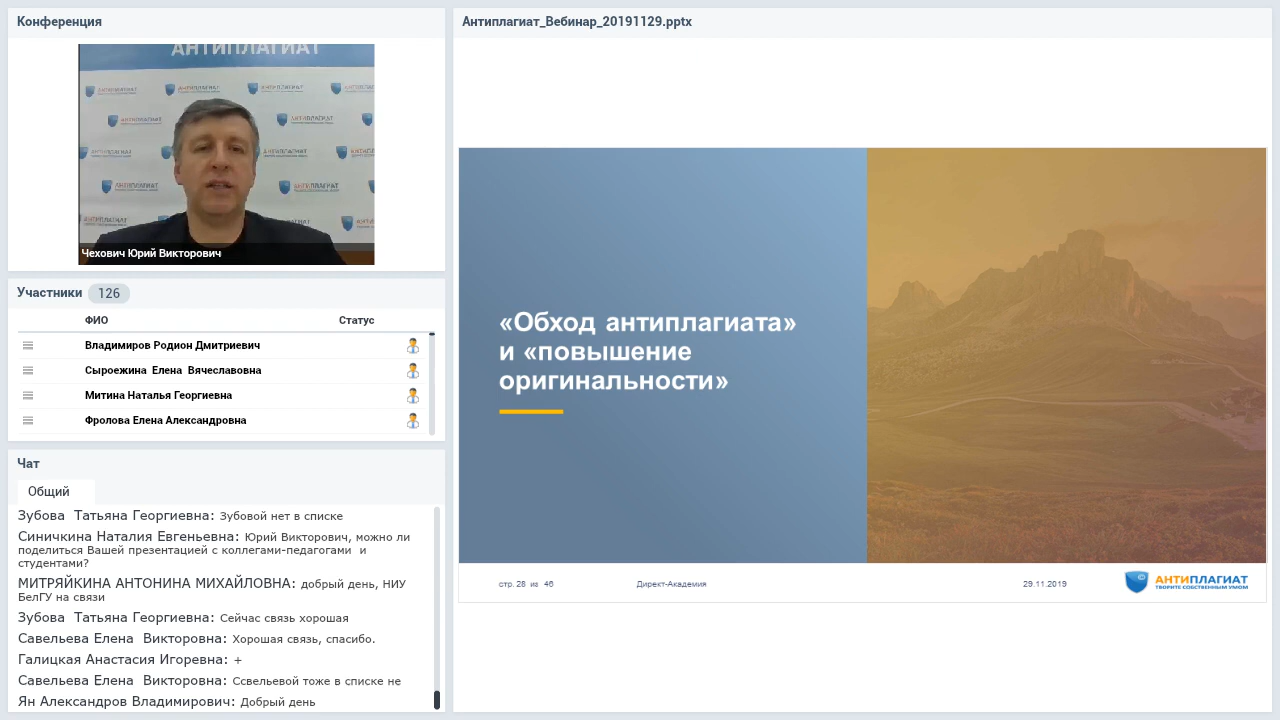 Конференция
АНТИПЛАГИАТ
Чехович Юрий Викторович
Участники 126
ФИО Статус
Владимиров Родион Дмитриевич
Сыроежина Елена Вячеславовна
Митина Наталья Георгиевна
Фролова Елена Александровна
Чат
Общий
Зубова Татьяна Георгиевна: Зубовой нет в списке
Синичкина Наталия Евгеньевна: Юрий Викторович, можно ли
поделиться Вашей презентацией с коллегами-педагогами и
студентами?
МИТРЯЙКИНА АНТОНИНА МИХАЙЛОВНА: добрый день, НИУ
БелГУ на связи
Зубова Татьяна Георгиевна: Сейчас связь хорошая
Савельева Елена Викторовна: Хорошая связь, спасибо.
Галицкая Анастасия Игоревна: +
Савельева Елена Викторовна: Ссвельевой тоже в списке не
Ян Александров Владимирович: Добрый день
Антиплагиат_Вебинар_20191129.pptx
«Обход антиплагиата»
и «повышение
оригинальности»
стр. 28 из 46 Директ-Академия 29.11.2019
АНТИПЛАГИАТ
ТВОРИТЕ СОБСТВЕННЫМ УМОМ